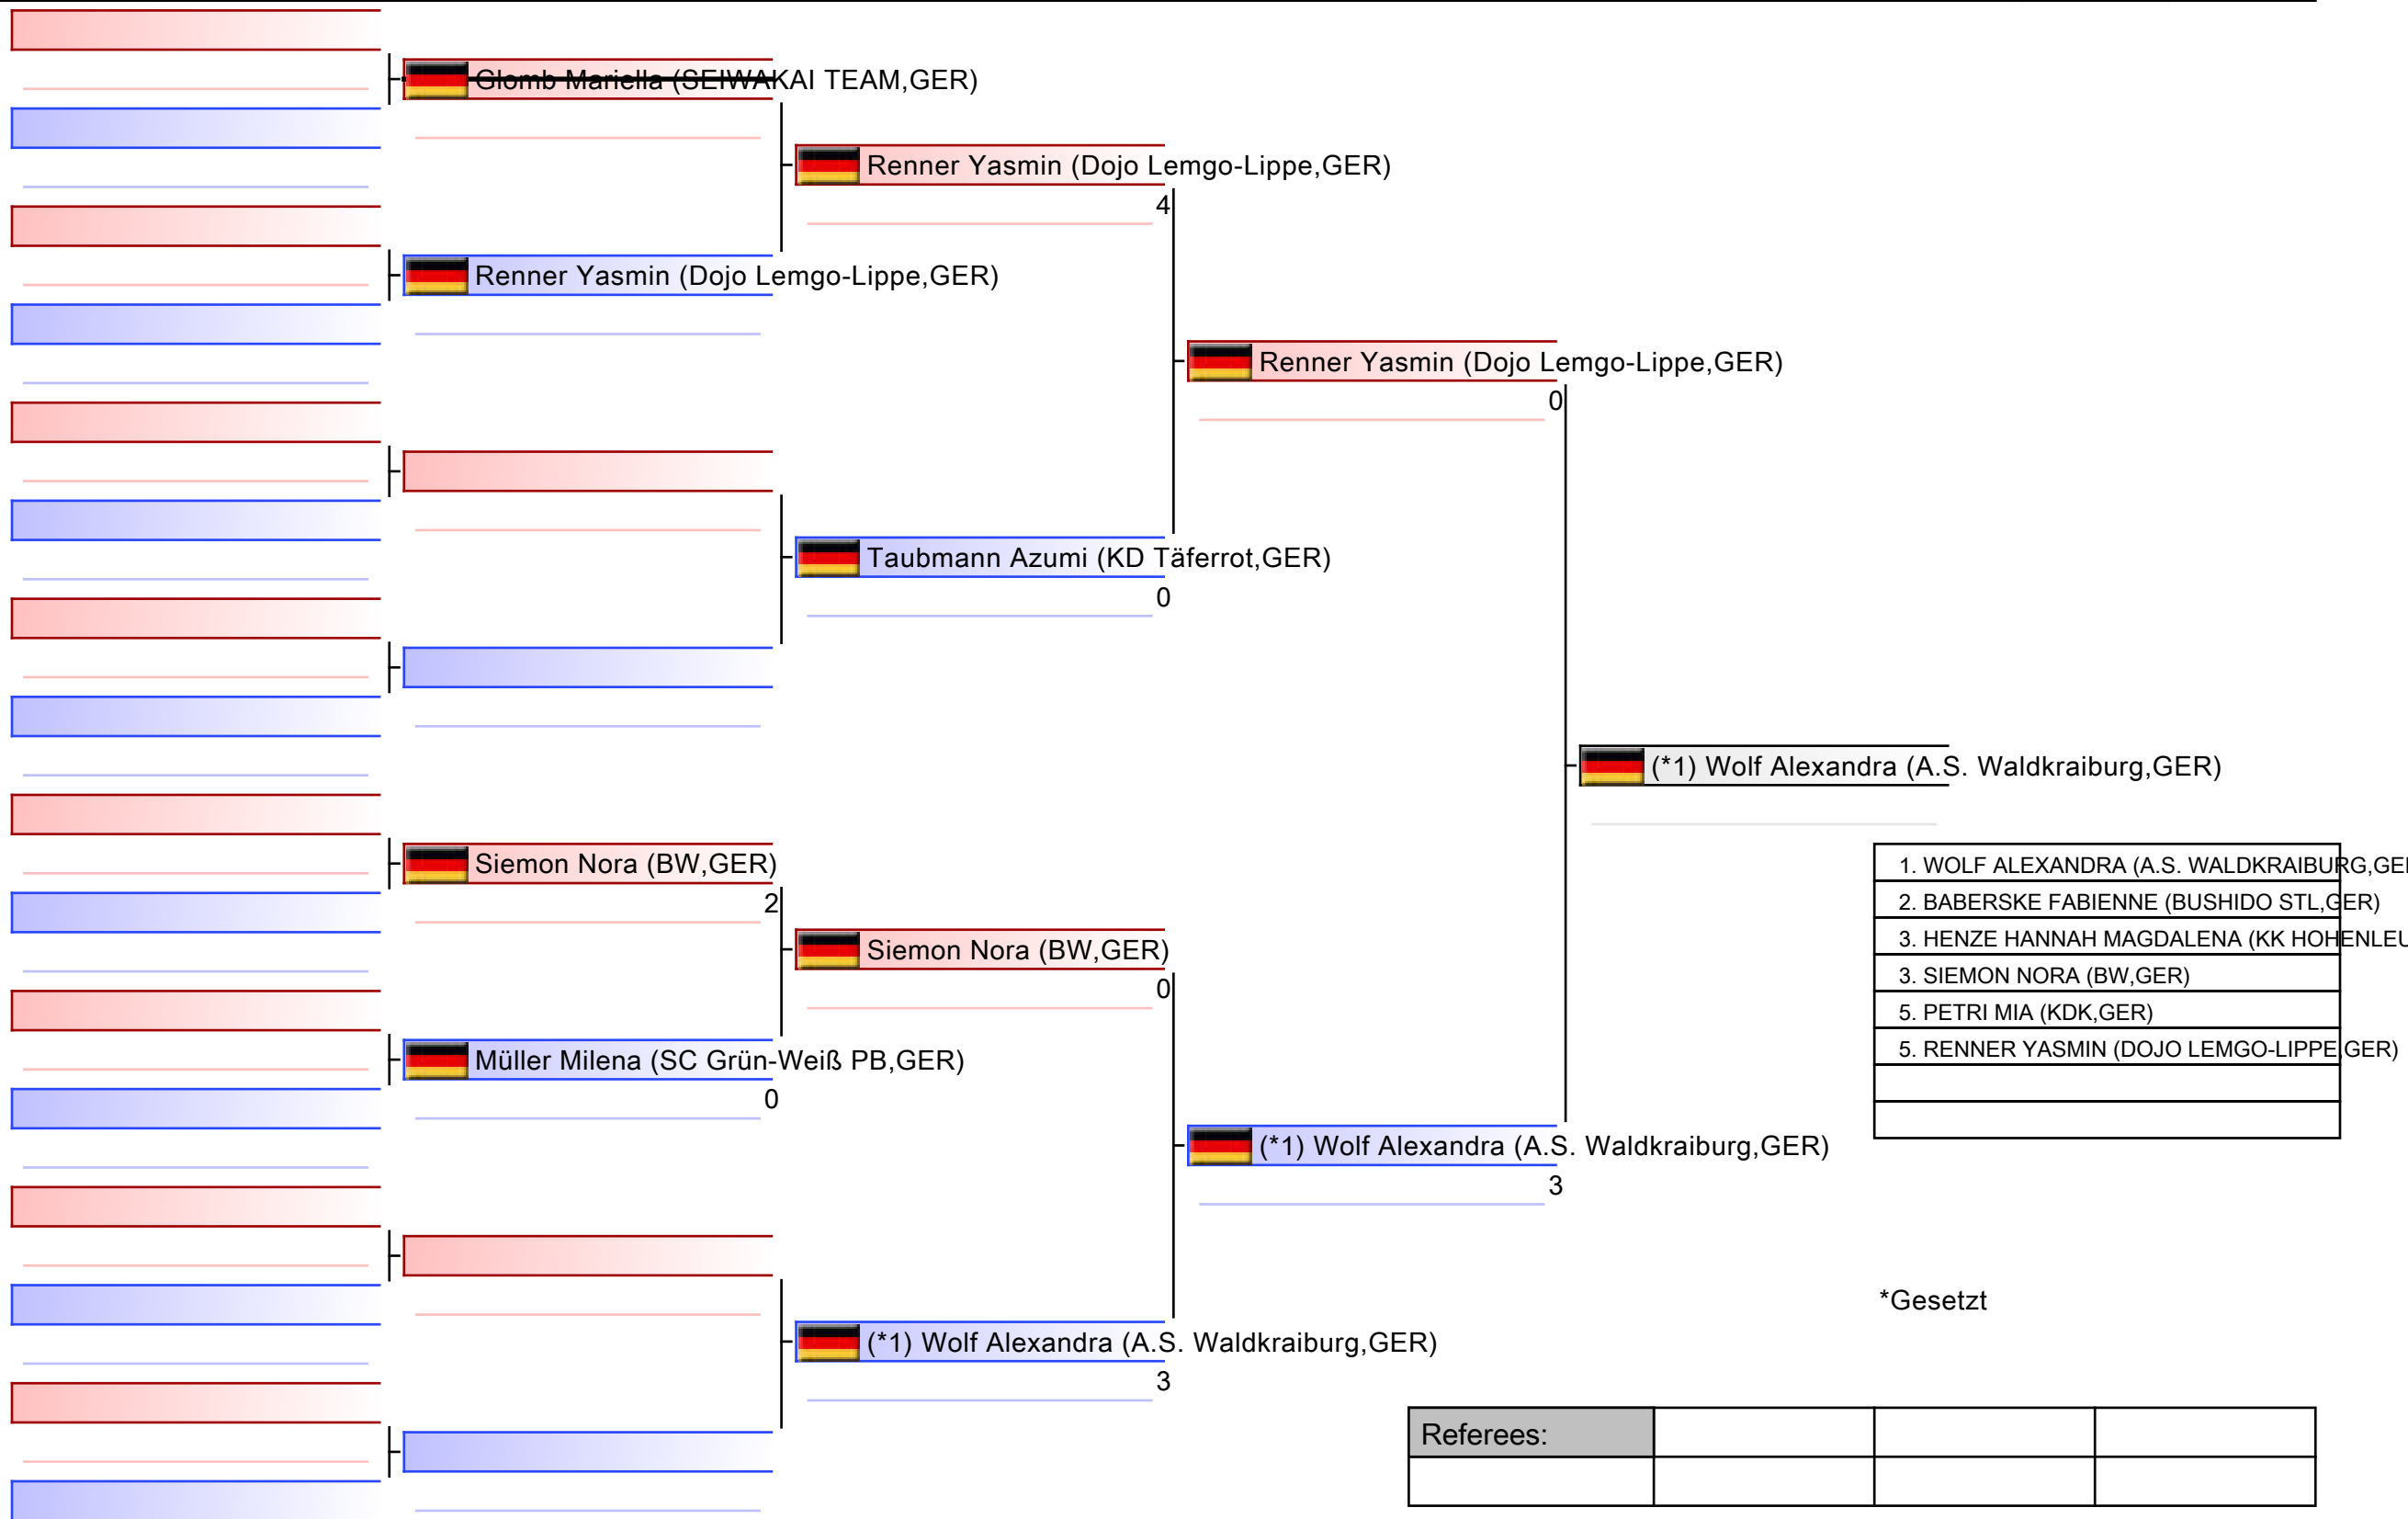 Glomb Mariella (SEIWAKAI TEAM,GER)
Renner Yasmin (Dojo Lemgo-Lippe,GER)
4
Renner Yasmin (Dojo Lemgo-Lippe,GER)
Renner Yasmin (Dojo Lemgo-Lippe,GER)
0
Taubmann Azumi (KD Täferrot,GER)
0
(*1) Wolf Alexandra (A.S. Waldkraiburg,GER)
Siemon Nora (BW,GER)
2
Siemon Nora (BW,GER)
0
Müller Milena (SC Grün-Weiß PB,GER)
0
(*1) Wolf Alexandra (A.S. Waldkraiburg,GER)
3
(*1) Wolf Alexandra (A.S. Waldkraiburg,GER)
3
1. WOLF ALEXANDRA (A.S. WALDKRAIBURG,GE
2. BABERSKE FABIENNE (BUSHIDO STL,GER)
3. HENZE HANNAH MAGDALENA (KK HOHENLEU
3. SIEMON NORA (BW,GER)
5. PETRI MIA (KDK,GER)
5. RENNER YASMIN (DOJO LEMGO-LIPPE,GER)
*Gesetzt
Referees: